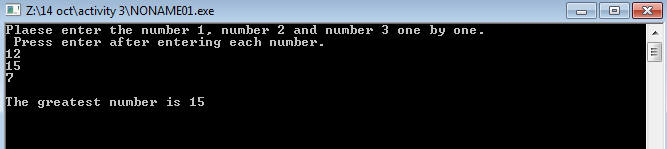 Z:\14 oct\activity 3\NONAME01.exe
Plaese enter the number 1, number 2 and number 3 one by one.
Press enter after entering each number.
12
15
7
The greatest number is 15